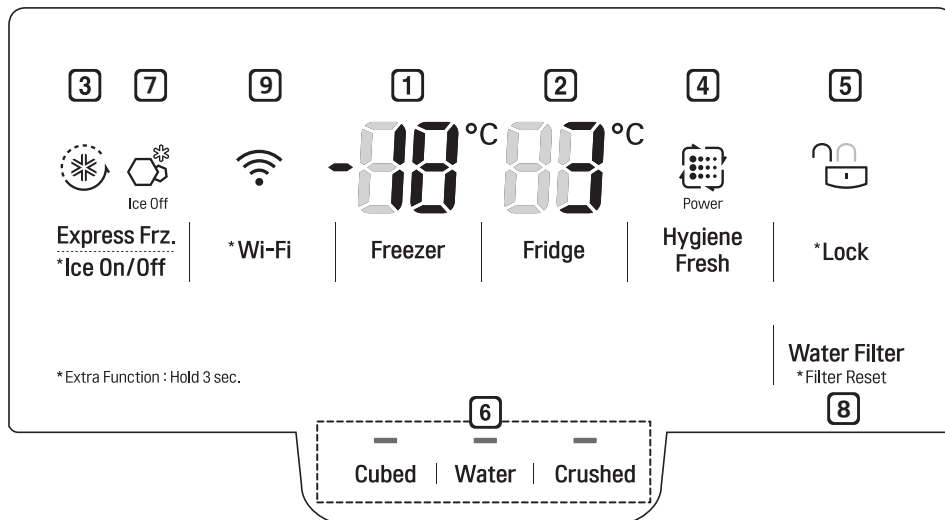 3 7 9 1 2 4 5
-18 °C 3 °C
Ice Off
Power
Express Frz.
*Ice On/Off
*Wi-Fi
Freezer
Fridge
Hygiene
Fresh
*Lock
Water Filter
*Filter Reset
*Extra Function : Hold 3 sec.
8
6
Cubed | Water | Crushed